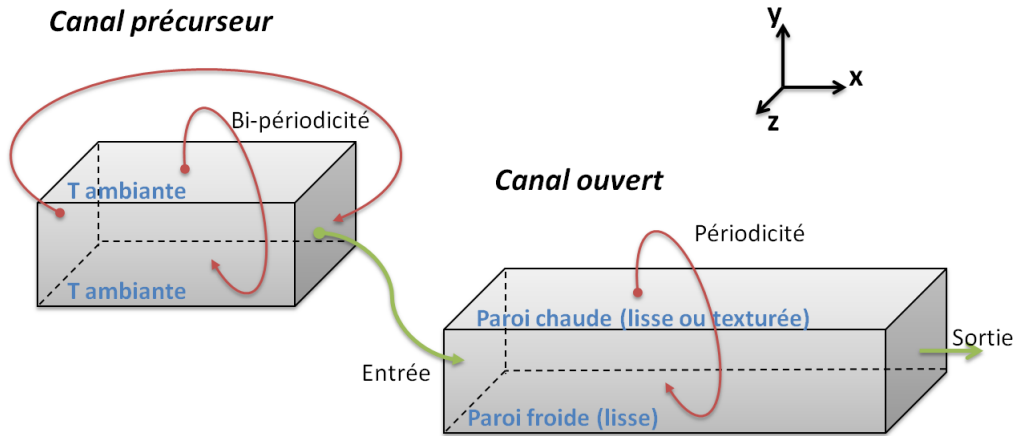 Canal précurseur
y
x
z
Bi-périodicité
T ambiante
Canal ouvert
Périodicité
T ambiante
Paroi chaude (lisse ou texturée)
Sortie
Entrée
Paroi froide (lisse)